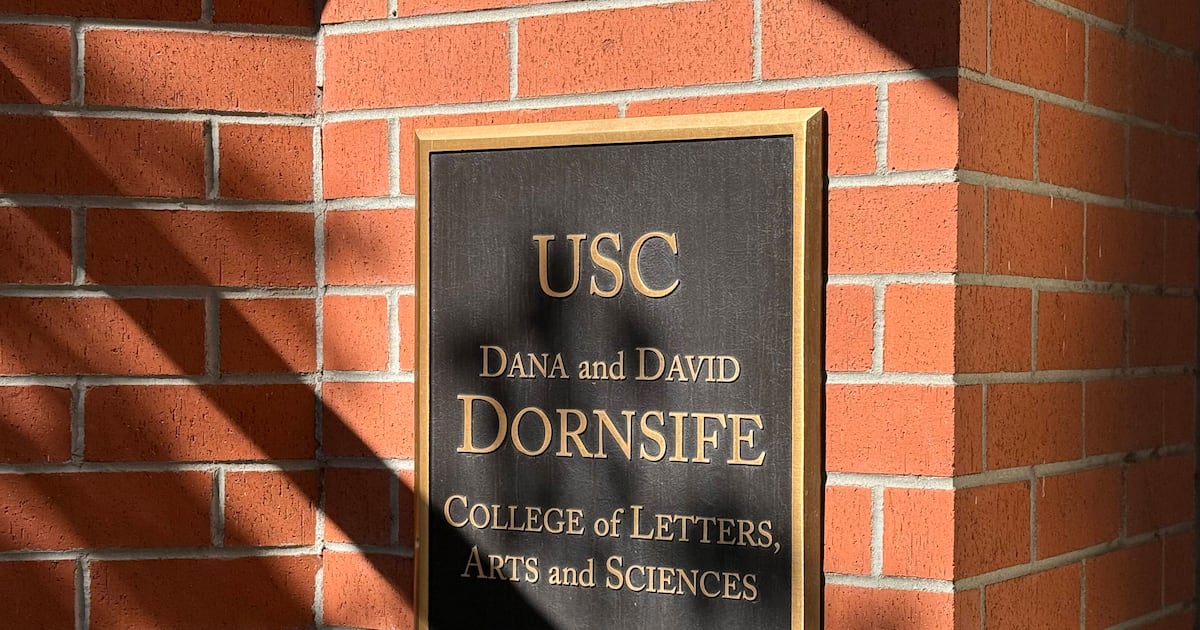 USC
DANA and DAVID
DORNSIFE
COLLEGE of LETTERS,
ARTS and SCIENCES